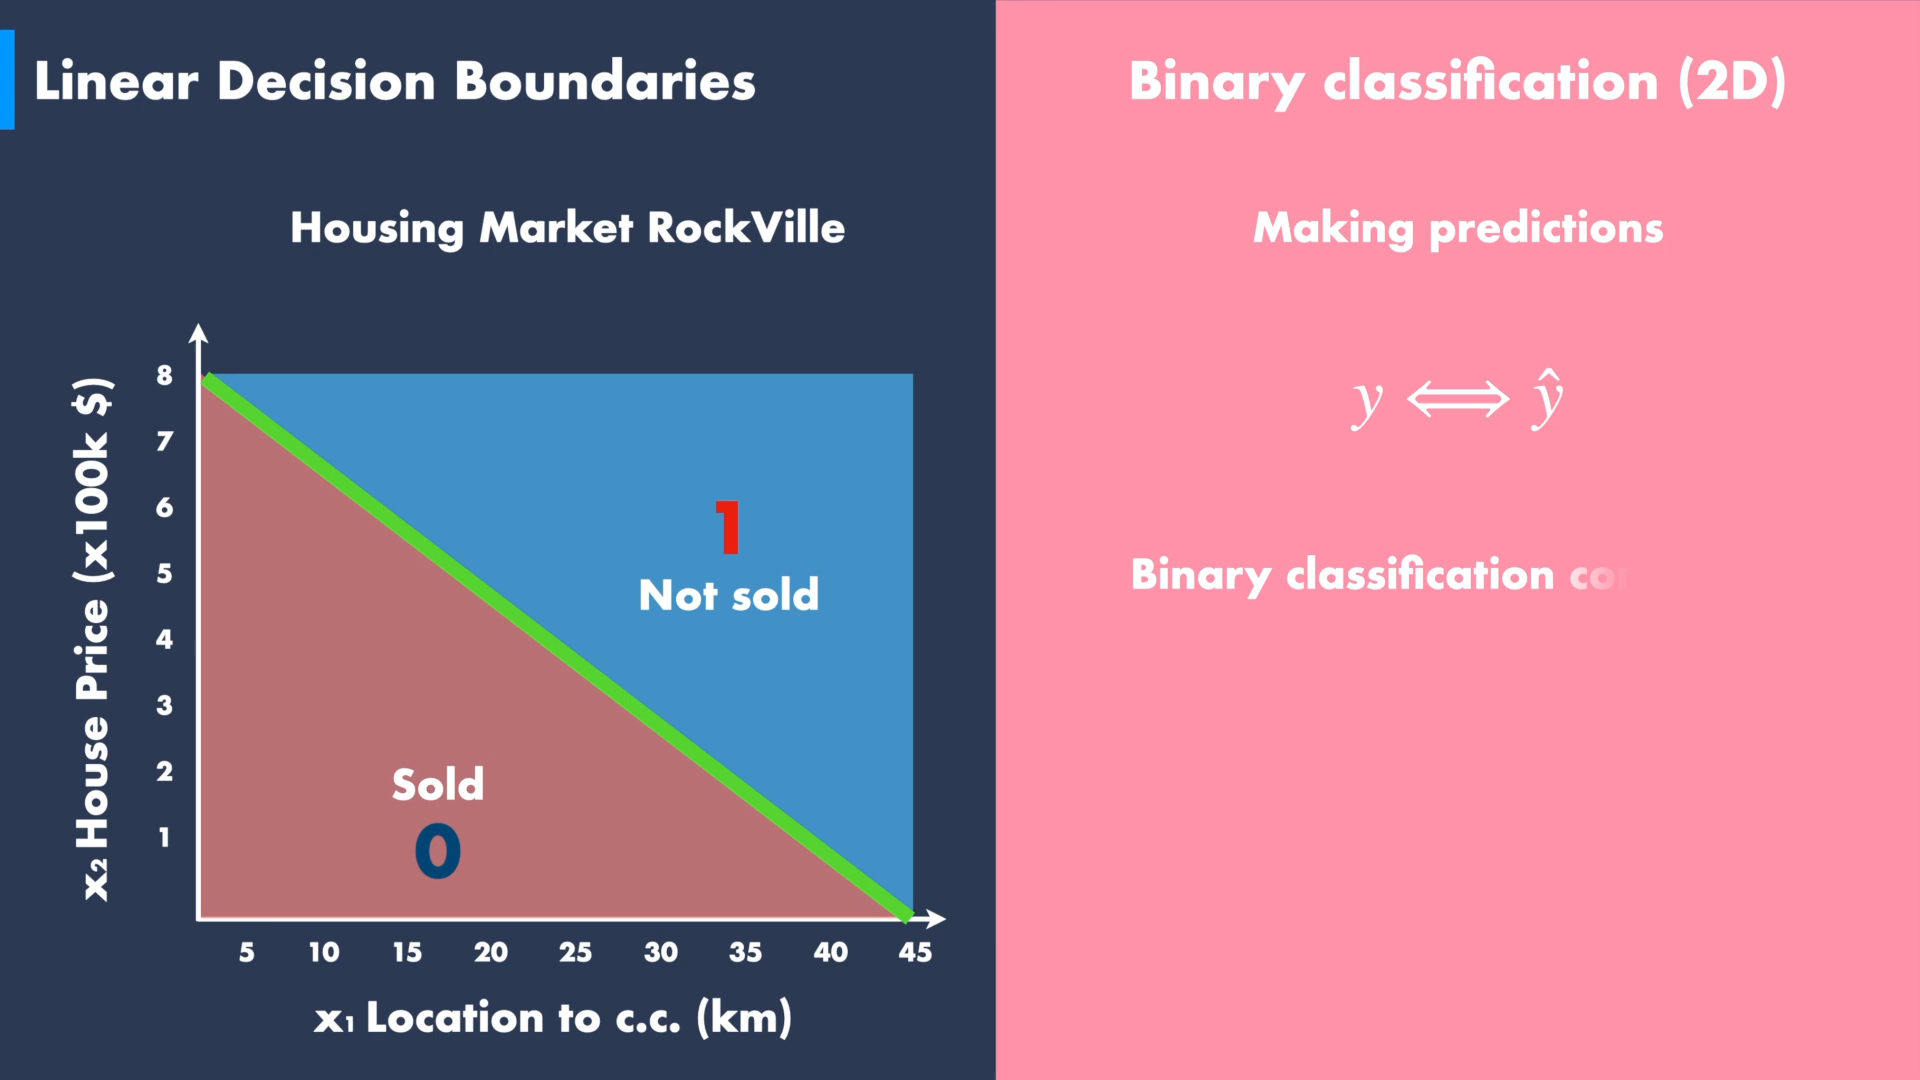 Linear Decision Boundaries
Housing Market RockVille
x2 House Price (x100k $)
8
7
6
5
4
3
2
1
1
Not sold
Sold
0
5 10 15 20 25 30 35 40 45
x1 Location to c.c. (km)
Binary classification (2D)
Making predictions
y ⟺ ŷ
Binary classification